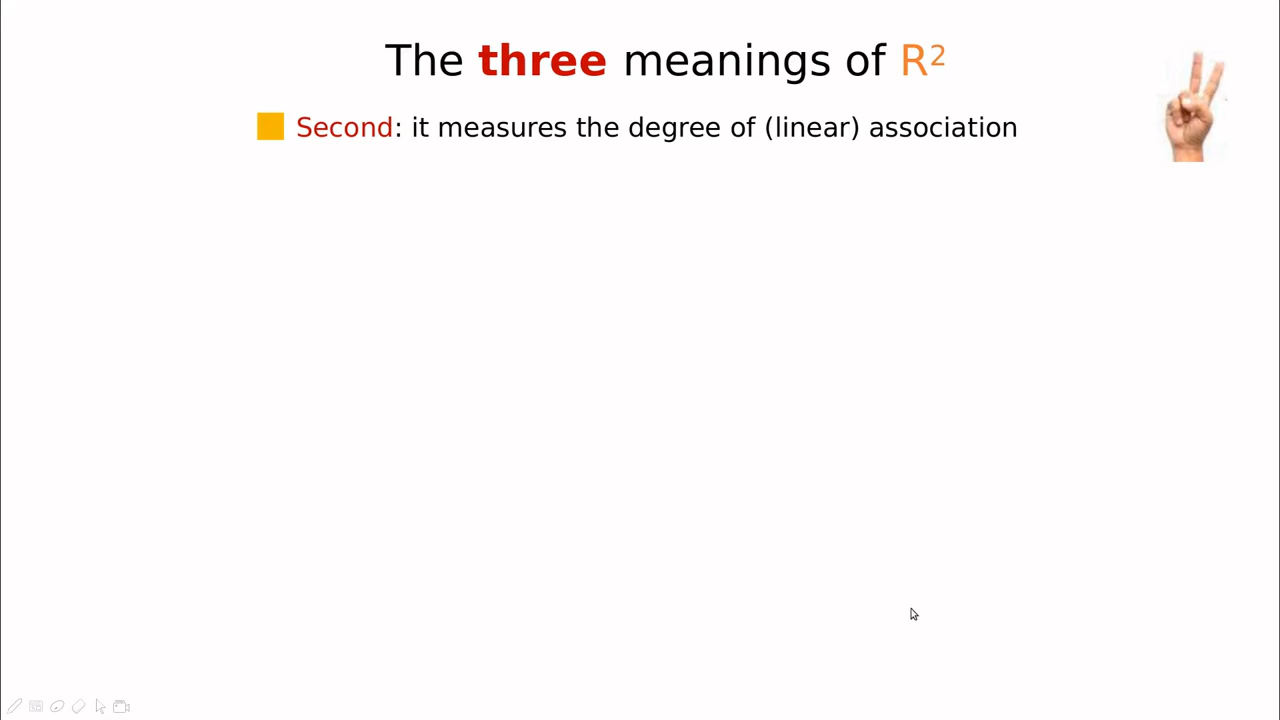 The three meanings of R²
Second: it measures the degree of (linear) association